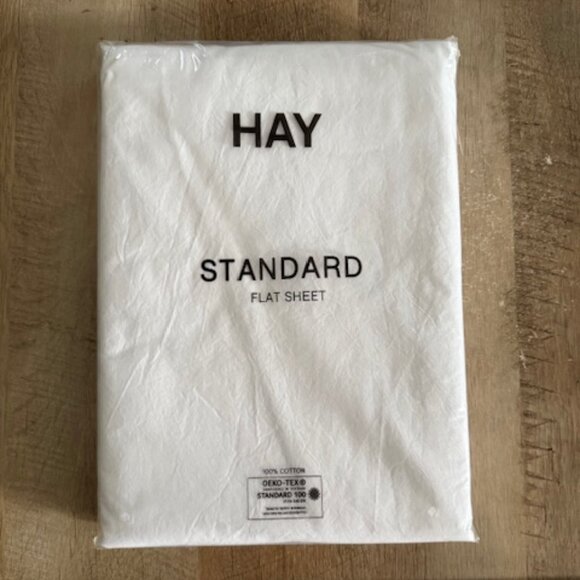 HAY
STANDARD
FLAT SHEET
100% COTTON
OEKO-TEX®
STANDARD 100